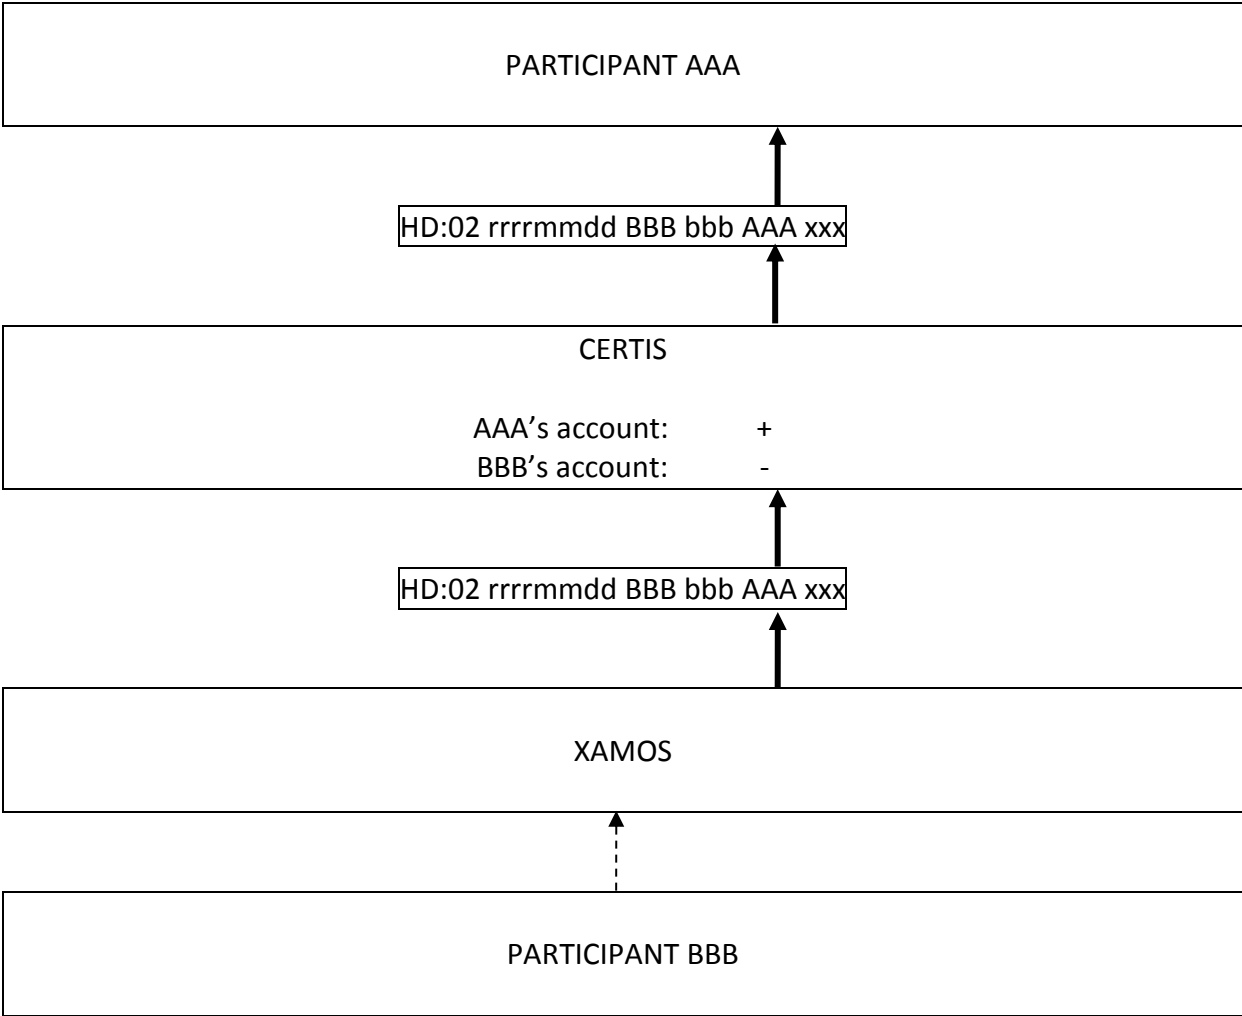 PARTICIPANT AAA
HD:02 rrrrmmdd BBB bbb AAA xxx
CERTIS
AAA’s account: +
BBB’s account: -
HD:02 rrrrmmdd BBB bbb AAA xxx
XAMOS
PARTICIPANT BBB